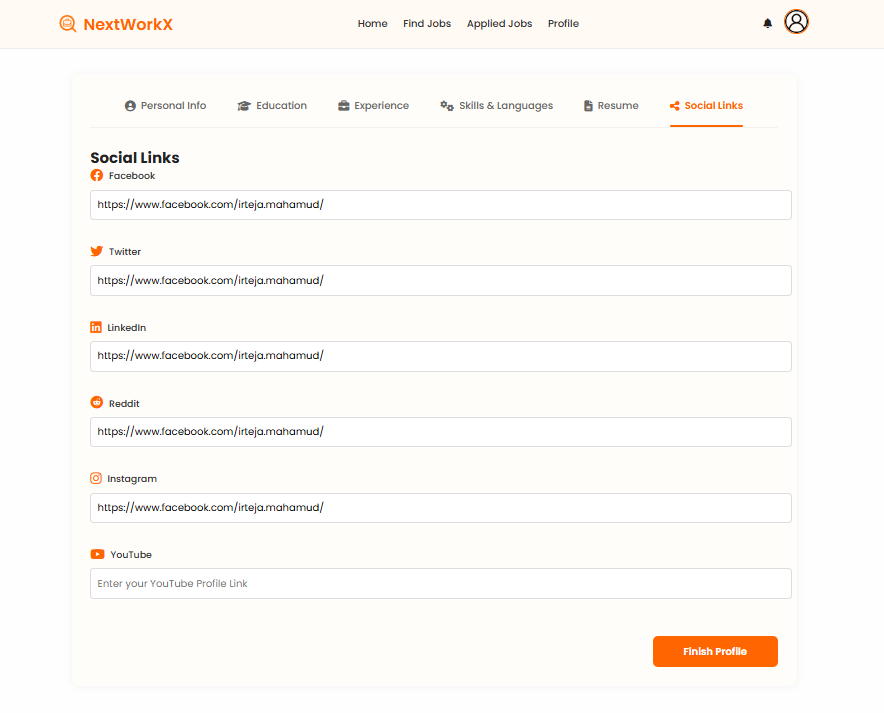 NextWorkX Home Find Jobs Applied Jobs Profile
Personal Info Education Experience Skills & Languages Resume Social Links
Social Links
Facebook
https://www.facebook.com/irteja.mahamud/
Twitter
https://www.facebook.com/irteja.mahamud/
LinkedIn
https://www.facebook.com/irteja.mahamud/
Reddit
https://www.facebook.com/irteja.mahamud/
Instagram
https://www.facebook.com/irteja.mahamud/
YouTube
Enter your YouTube Profile Link
Finish Profile